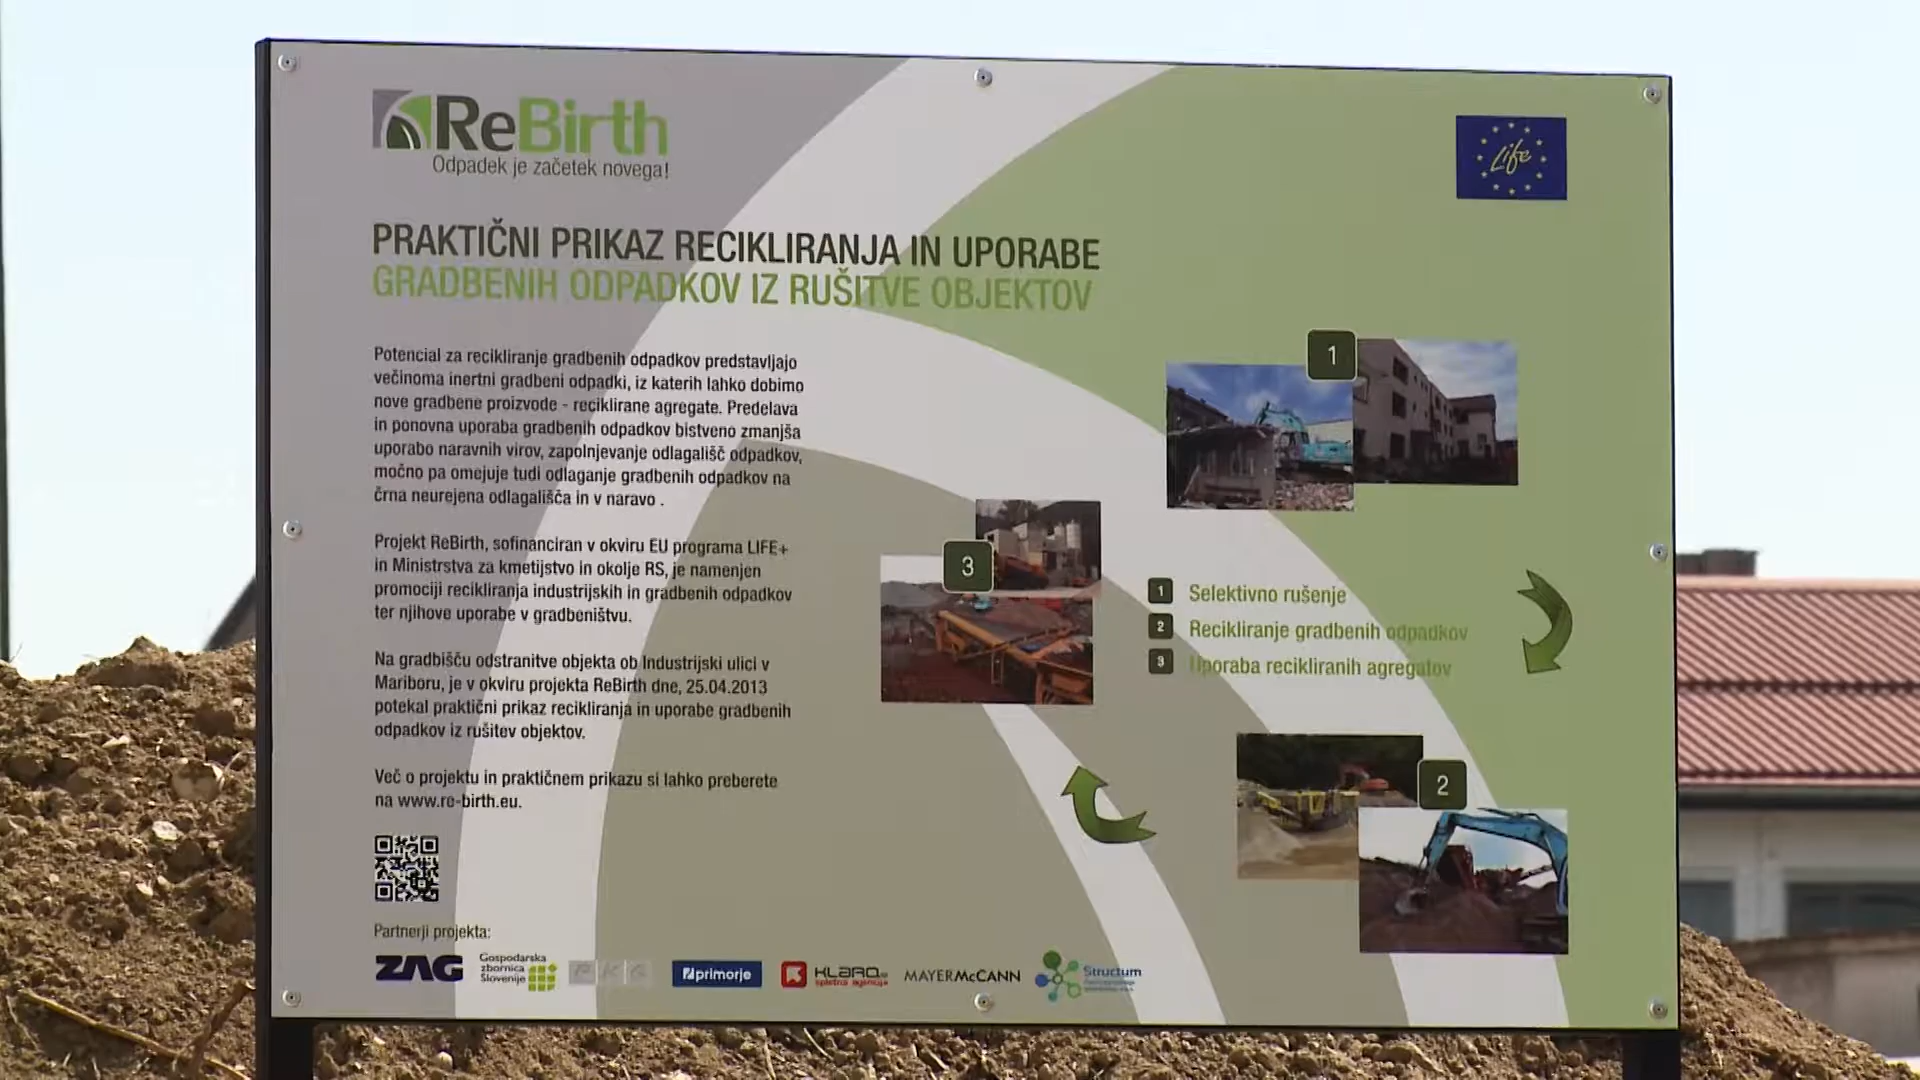 ReBirth
Odpadek je začetek novega!
Life
PRAKTIČNI PRIKAZ RECIKLIRANJA IN UPORABE
GRADBENIH ODPADKOV IZ RUŠITVE OBJEKTOV
Potencial za recikliranje gradbenih odpadkov predstavljajo
večinoma inertni gradbeni odpadki, iz katerih lahko dobimo
nove gradbene proizvode - reciklirane agregate. Predelava
in ponovna uporaba gradbenih odpadkov bistveno zmanjša
uporabo naravnih virov, zapolnjevanje odlagališč odpadkov,
močno pa omejuje tudi odlaganje gradbenih odpadkov na
črna neurejena odlagališča in v naravo .
Projekt ReBirth, sofinanciran v okviru EU programa LIFE+
in Ministrstva za kmetijstvo in okolje RS, je namenjen
promociji recikliranja industrijskih in gradbenih odpadkov
ter njihove uporabe v gradbeništvu.
Na gradbišču odstranitve objekta ob Industrijski ulici v
Mariboru, je v okviru projekta ReBirth dne, 25.04.2013
potekal praktični prikaz recikliranja in uporabe gradbenih
odpadkov iz rušitev objektov.
Več o projektu in praktičnem prikazu si lahko preberete
na www.re-birth.eu.
1
3
1 Selektivno rušenje
2 Recikliranje gradbenih odpadkov
3 Uporaba recikliranih agregatov
2
Partnerji projekta:
ZAG
Gospodarska
zbornica
Slovenije
primorje
KLARO
spletna agencija
MAYERMcCANN
Structum